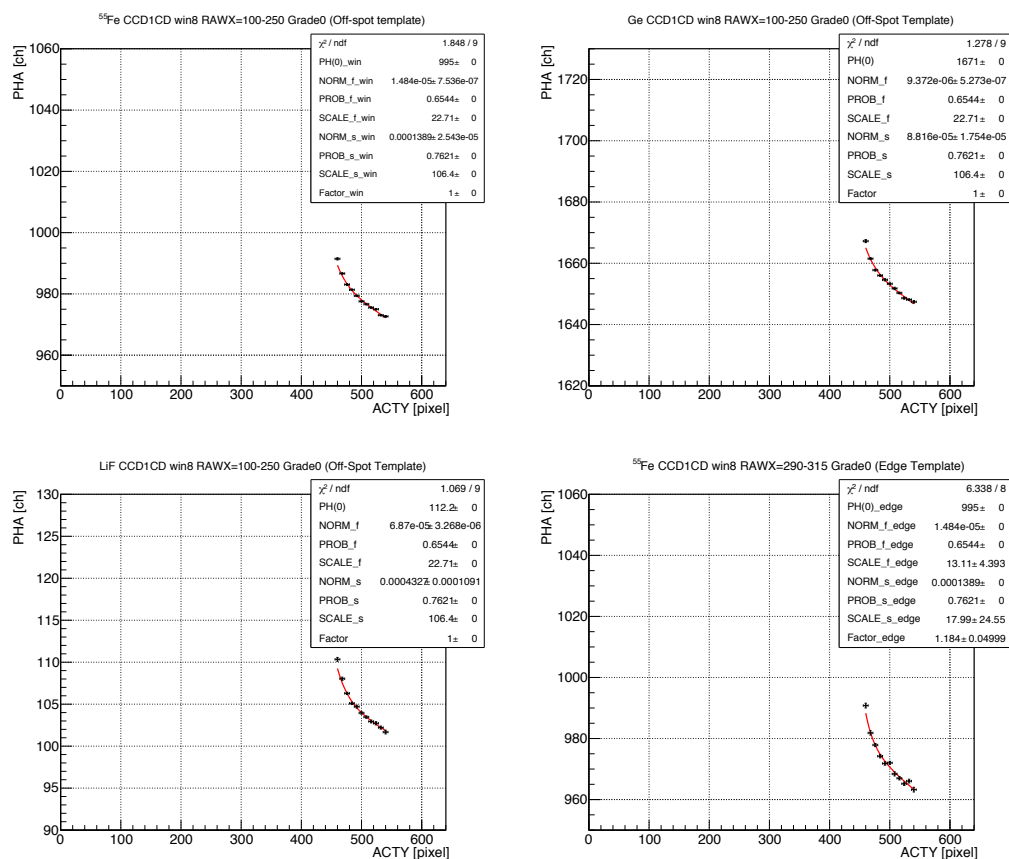 ⁵⁵Fe CCD1CD win8 RAWX=100-250 Grade0 (Off-spot template)
PHA [ch]
1060
1040
1020
1000
980
960
0 100 200 300 400 500 600
ACTY [pixel]
χ² / ndf 1.848 / 9
PH(0)_win 995± 0
NORM_f_win 1.484e-05± 7.536e-07
PROB_f_win 0.6544± 0
SCALE_f_win 22.71± 0
NORM_s_win 0.0001389± 2.543e-05
PROB_s_win 0.7621± 0
SCALE_s_win 106.4± 0
Factor_win 1± 0
Ge CCD1CD win8 RAWX=100-250 Grade0 (Off-Spot Template)
PHA [ch]
1720
1700
1680
1660
1640
1620
0 100 200 300 400 500 600
ACTY [pixel]
χ² / ndf 1.278 / 9
PH(0) 1671± 0
NORM_f 9.372e-06± 5.273e-07
PROB_f 0.6544± 0
SCALE_f 22.71± 0
NORM_s 8.816e-05± 1.754e-05
PROB_s 0.7621± 0
SCALE_s 106.4± 0
Factor 1± 0
LiF CCD1CD win8 RAWX=100-250 Grade0 (Off-Spot Template)
PHA [ch]
130
125
120
115
110
105
100
95
90
0 100 200 300 400 500 600
ACTY [pixel]
χ² / ndf 1.069 / 9
PH(0) 112.2± 0
NORM_f 6.87e-05± 3.268e-06
PROB_f 0.6544± 0
SCALE_f 22.71± 0
NORM_s 0.0004327± 0.0001091
PROB_s 0.7621± 0
SCALE_s 106.4± 0
Factor 1± 0
⁵⁵Fe CCD1CD win8 RAWX=290-315 Grade0 (Edge Template)
PHA [ch]
1060
1040
1020
1000
980
960
0 100 200 300 400 500 600
ACTY [pixel]
χ² / ndf 6.338 / 8
PH(0)_edge 995± 0
NORM_f_edge 1.484e-05± 0
PROB_f_edge 0.6544± 0
SCALE_f_edge 13.11± 4.393
NORM_s_edge 0.0001389± 0
PROB_s_edge 0.7621± 0
SCALE_s_edge 17.99± 24.55
Factor_edge 1.184± 0.04999